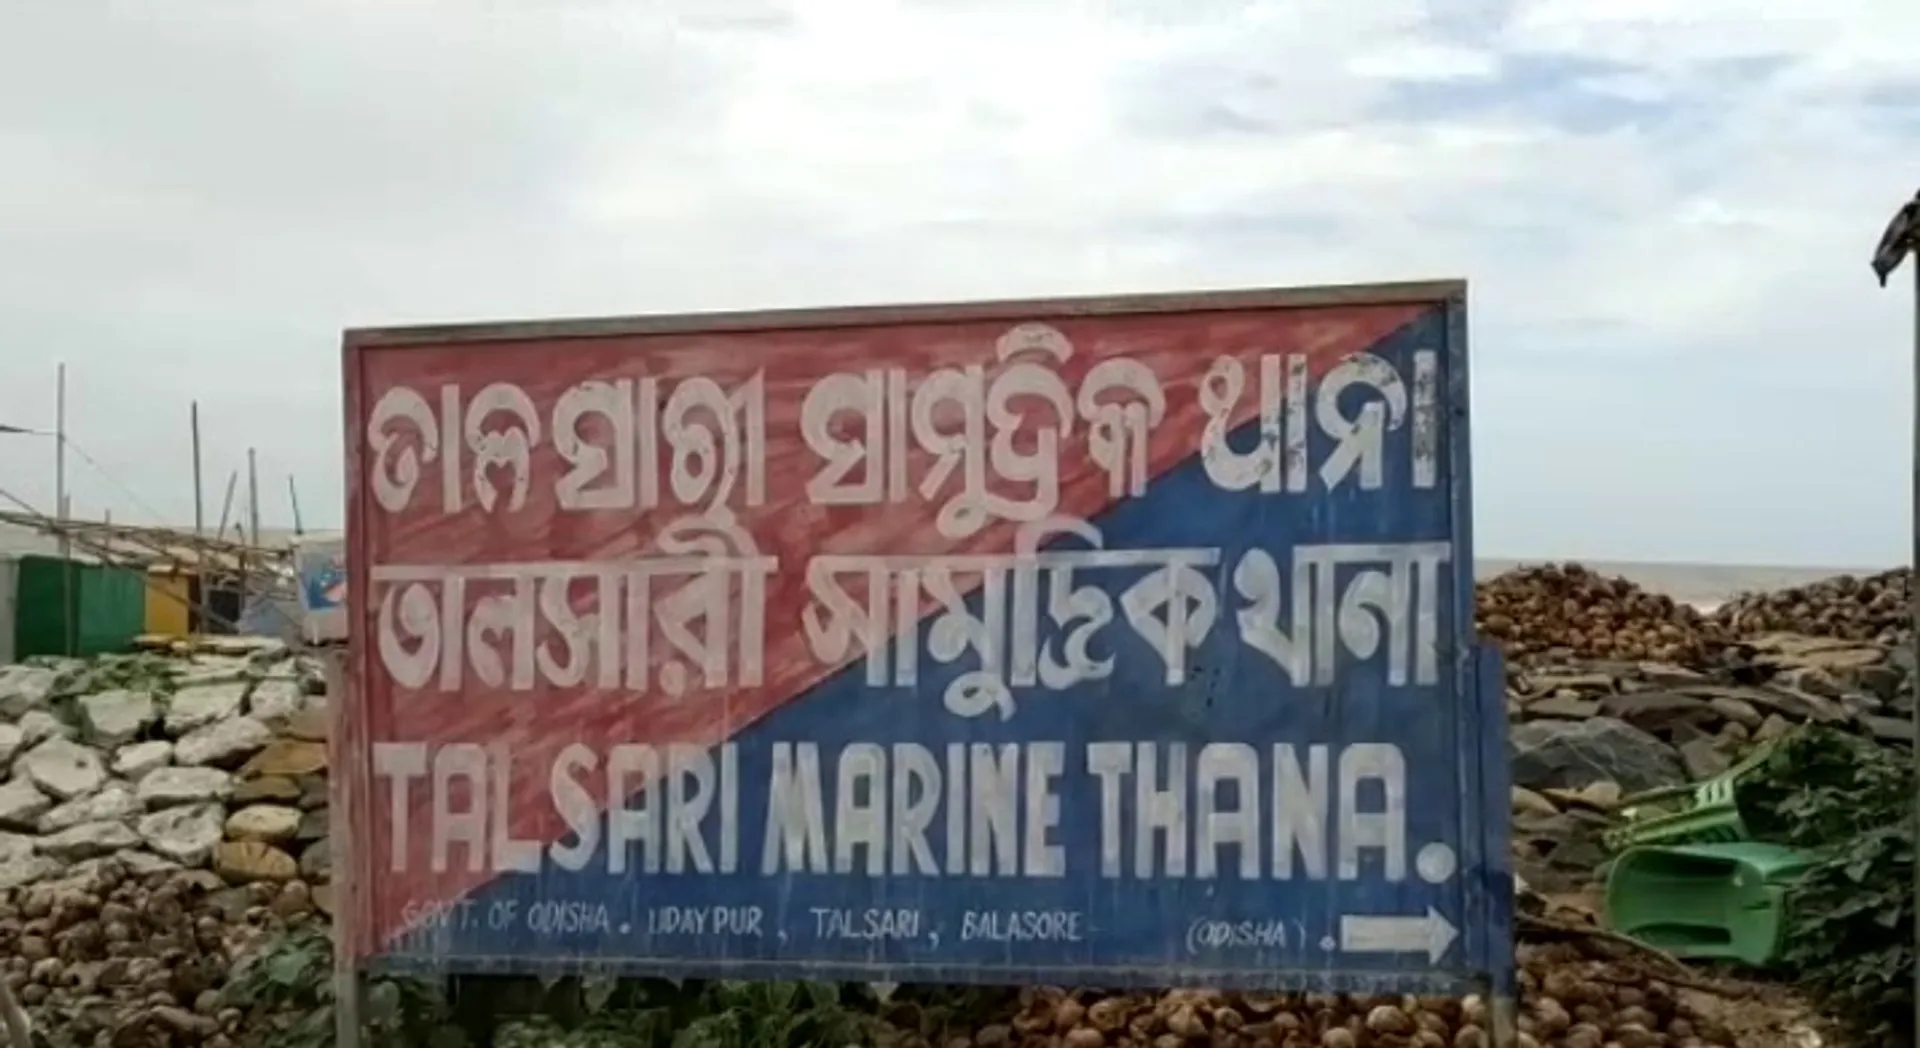 ତାଳସାରୀ ସାମୁଦ୍ରିକ ଥାନା
তালসারী সামুদ্রিক থানা
TALSARI MARINE THANA.
GOVT. OF ODISHA. UDAYPUR, TALSARI, BALASORE (ODISHA).